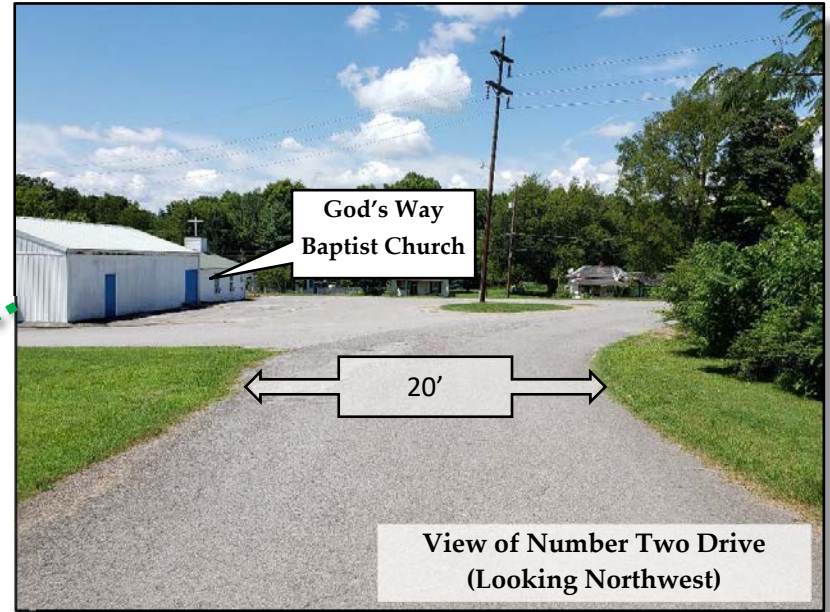 God's Way
Baptist Church
20'
View of Number Two Drive
(Looking Northwest)